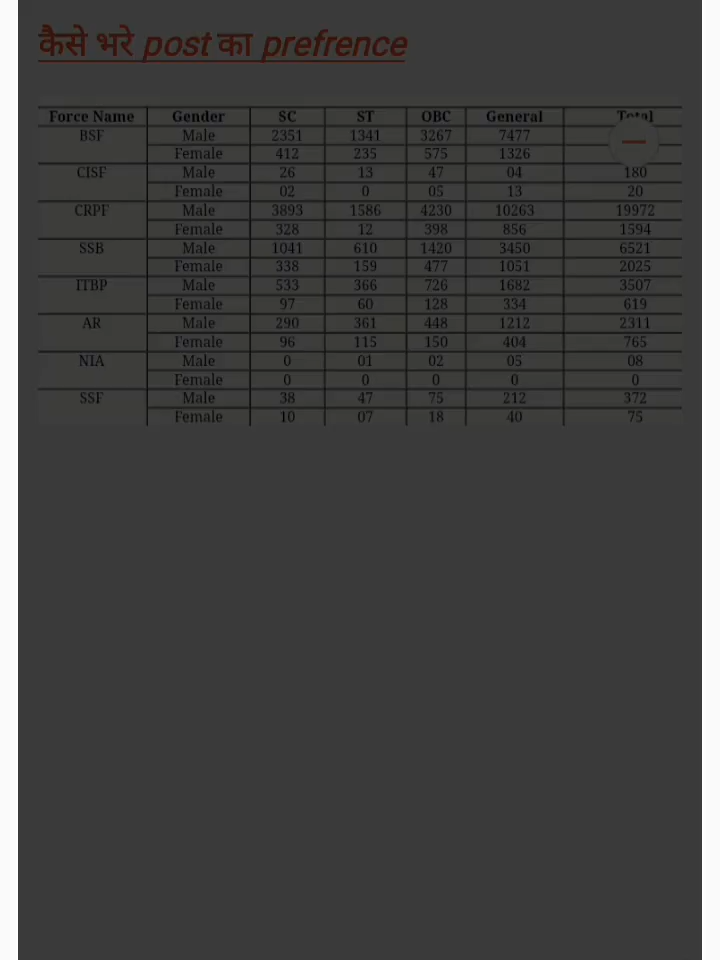 कैसे भरे post का prefrence
Force Name Gender SC ST OBC General Total
BSF Male 2351 1341 3267 7477
Female 412 235 575 1326
CISF Male 26 13 47 04 180
Female 02 0 05 13 20
CRPF Male 3893 1586 4230 10263 19972
Female 328 12 398 856 1594
SSB Male 1041 610 1420 3450 6521
Female 338 159 477 1051 2025
ITBP Male 533 366 726 1682 3507
Female 97 60 128 334 619
AR Male 290 361 448 1212 2311
Female 96 115 150 404 765
NIA Male 0 01 02 05 08
Female 0 0 0 0 0
SSF Male 38 47 75 212 372
Female 10 07 18 40 75